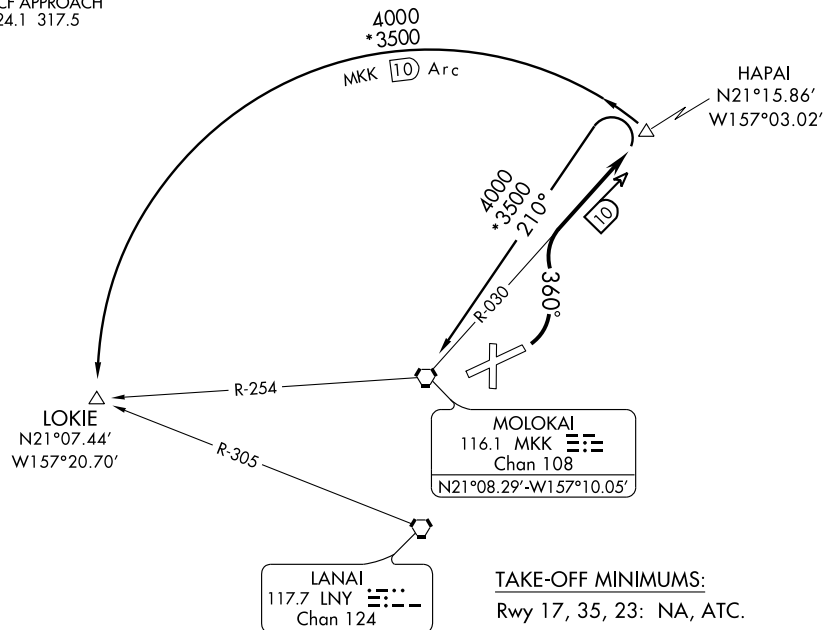 CF APPROACH
24.1 317.5
4000
*3500
MKK 10 Arc
HAPAI
N21°15.86'
W157°03.02'
4000
*3500
210°
10
360°
R-030
R-254
LOKIE
N21°07.44'
W157°20.70'
R-305
MOLOKAI
116.1 MKK
Chan 108
N21°08.29'-W157°10.05'
LANAI
117.7 LNY
Chan 124
TAKE-OFF MINIMUMS:
Rwy 17, 35, 23: NA, ATC.